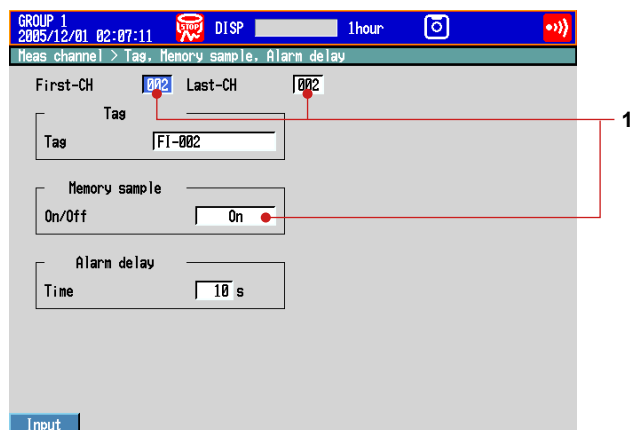 GROUP 1
2005/12/01 02:07:11 STOP DISP 1hour
Meas channel > Tag, Memory sample, Alarm delay
First-CH 002 Last-CH 002
1
Tag
Tag FI-002
Memory sample
On/Off On
Alarm delay
Time 10 s
Input